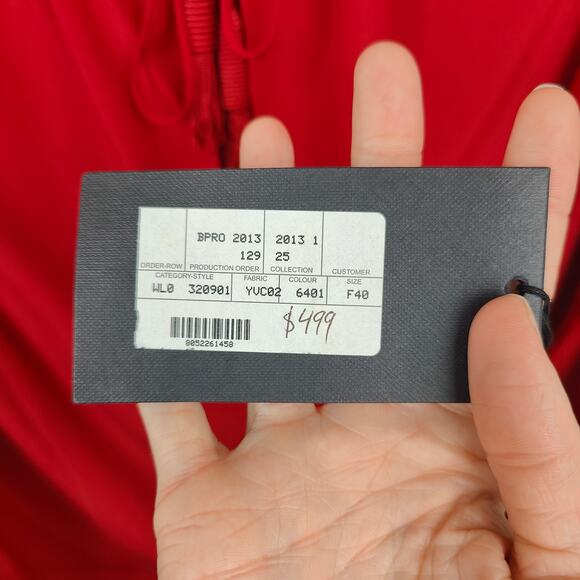 BPRO 2013 2013 1
129 25
ORDER-ROW PRODUCTION ORDER COLLECTION CUSTOMER
CATEGORY-STYLE FABRIC COLOUR SIZE
WL0 320901 YVC02 6401 F40
$499
8052261458